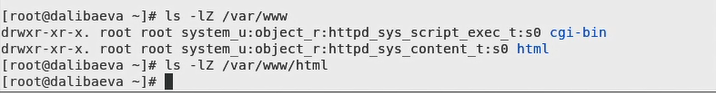 [root@dalibaeva ~]# ls -lZ /var/www
drwxr-xr-x. root root system_u:object_r:httpd_sys_script_exec_t:s0 cgi-bin
drwxr-xr-x. root root system_u:object_r:httpd_sys_content_t:s0 html
[root@dalibaeva ~]# ls -lZ /var/www/html
[root@dalibaeva ~]#